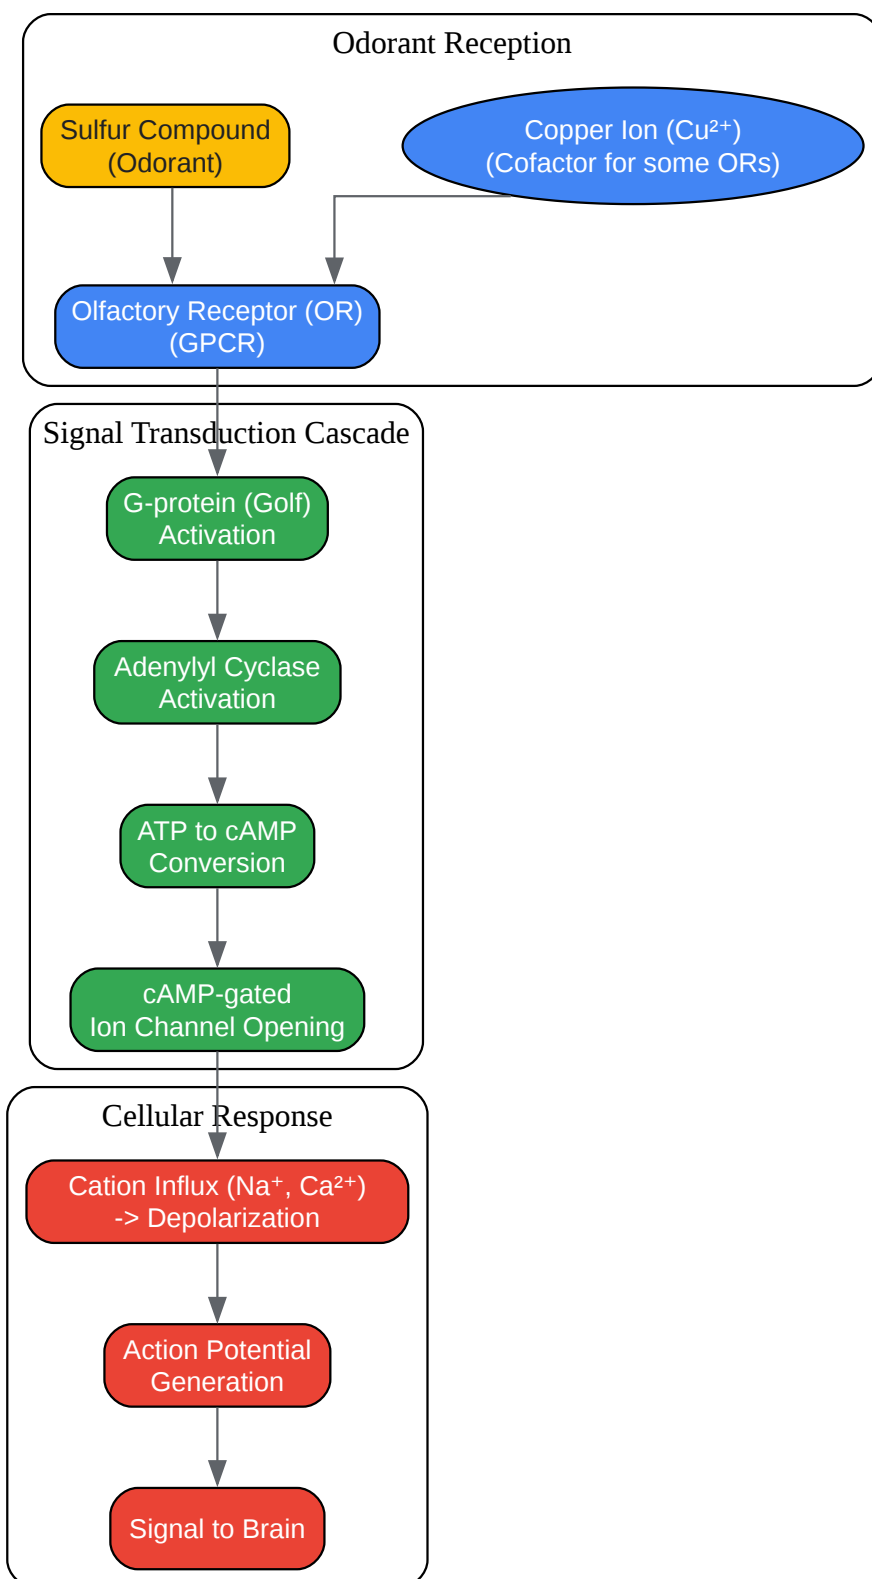 Odorant Reception
Sulfur Compound
(Odorant)
Copper Ion (Cu²⁺)
(Cofactor for some ORs)
Olfactory Receptor (OR)
(GPCR)
Signal Transduction Cascade
G-protein (Golf)
Activation
Adenylyl Cyclase
Activation
ATP to cAMP
Conversion
cAMP-gated
Ion Channel Opening
Cellular Response
Cation Influx (Na⁺, Ca²⁺)
-> Depolarization
Action Potential
Generation
Signal to Brain